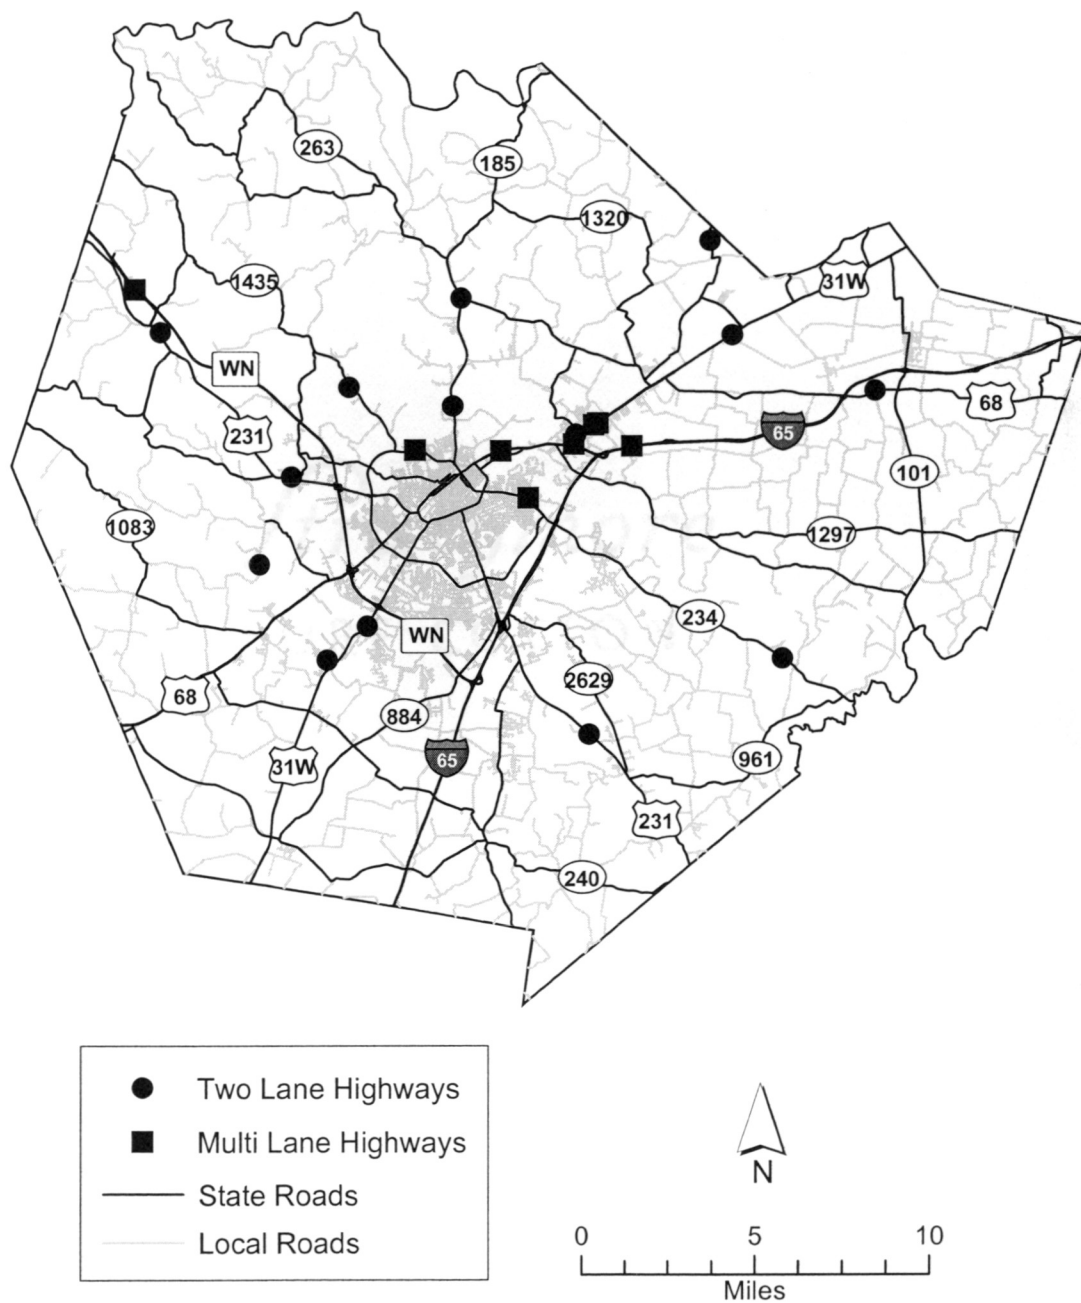 263
185
1320
31W
1435
WN
68
231
65
101
1083
1297
234
WN
2629
68
884
31W
65
961
231
240
Two Lane Highways
Multi Lane Highways
State Roads
Local Roads
N
0 5 10
Miles